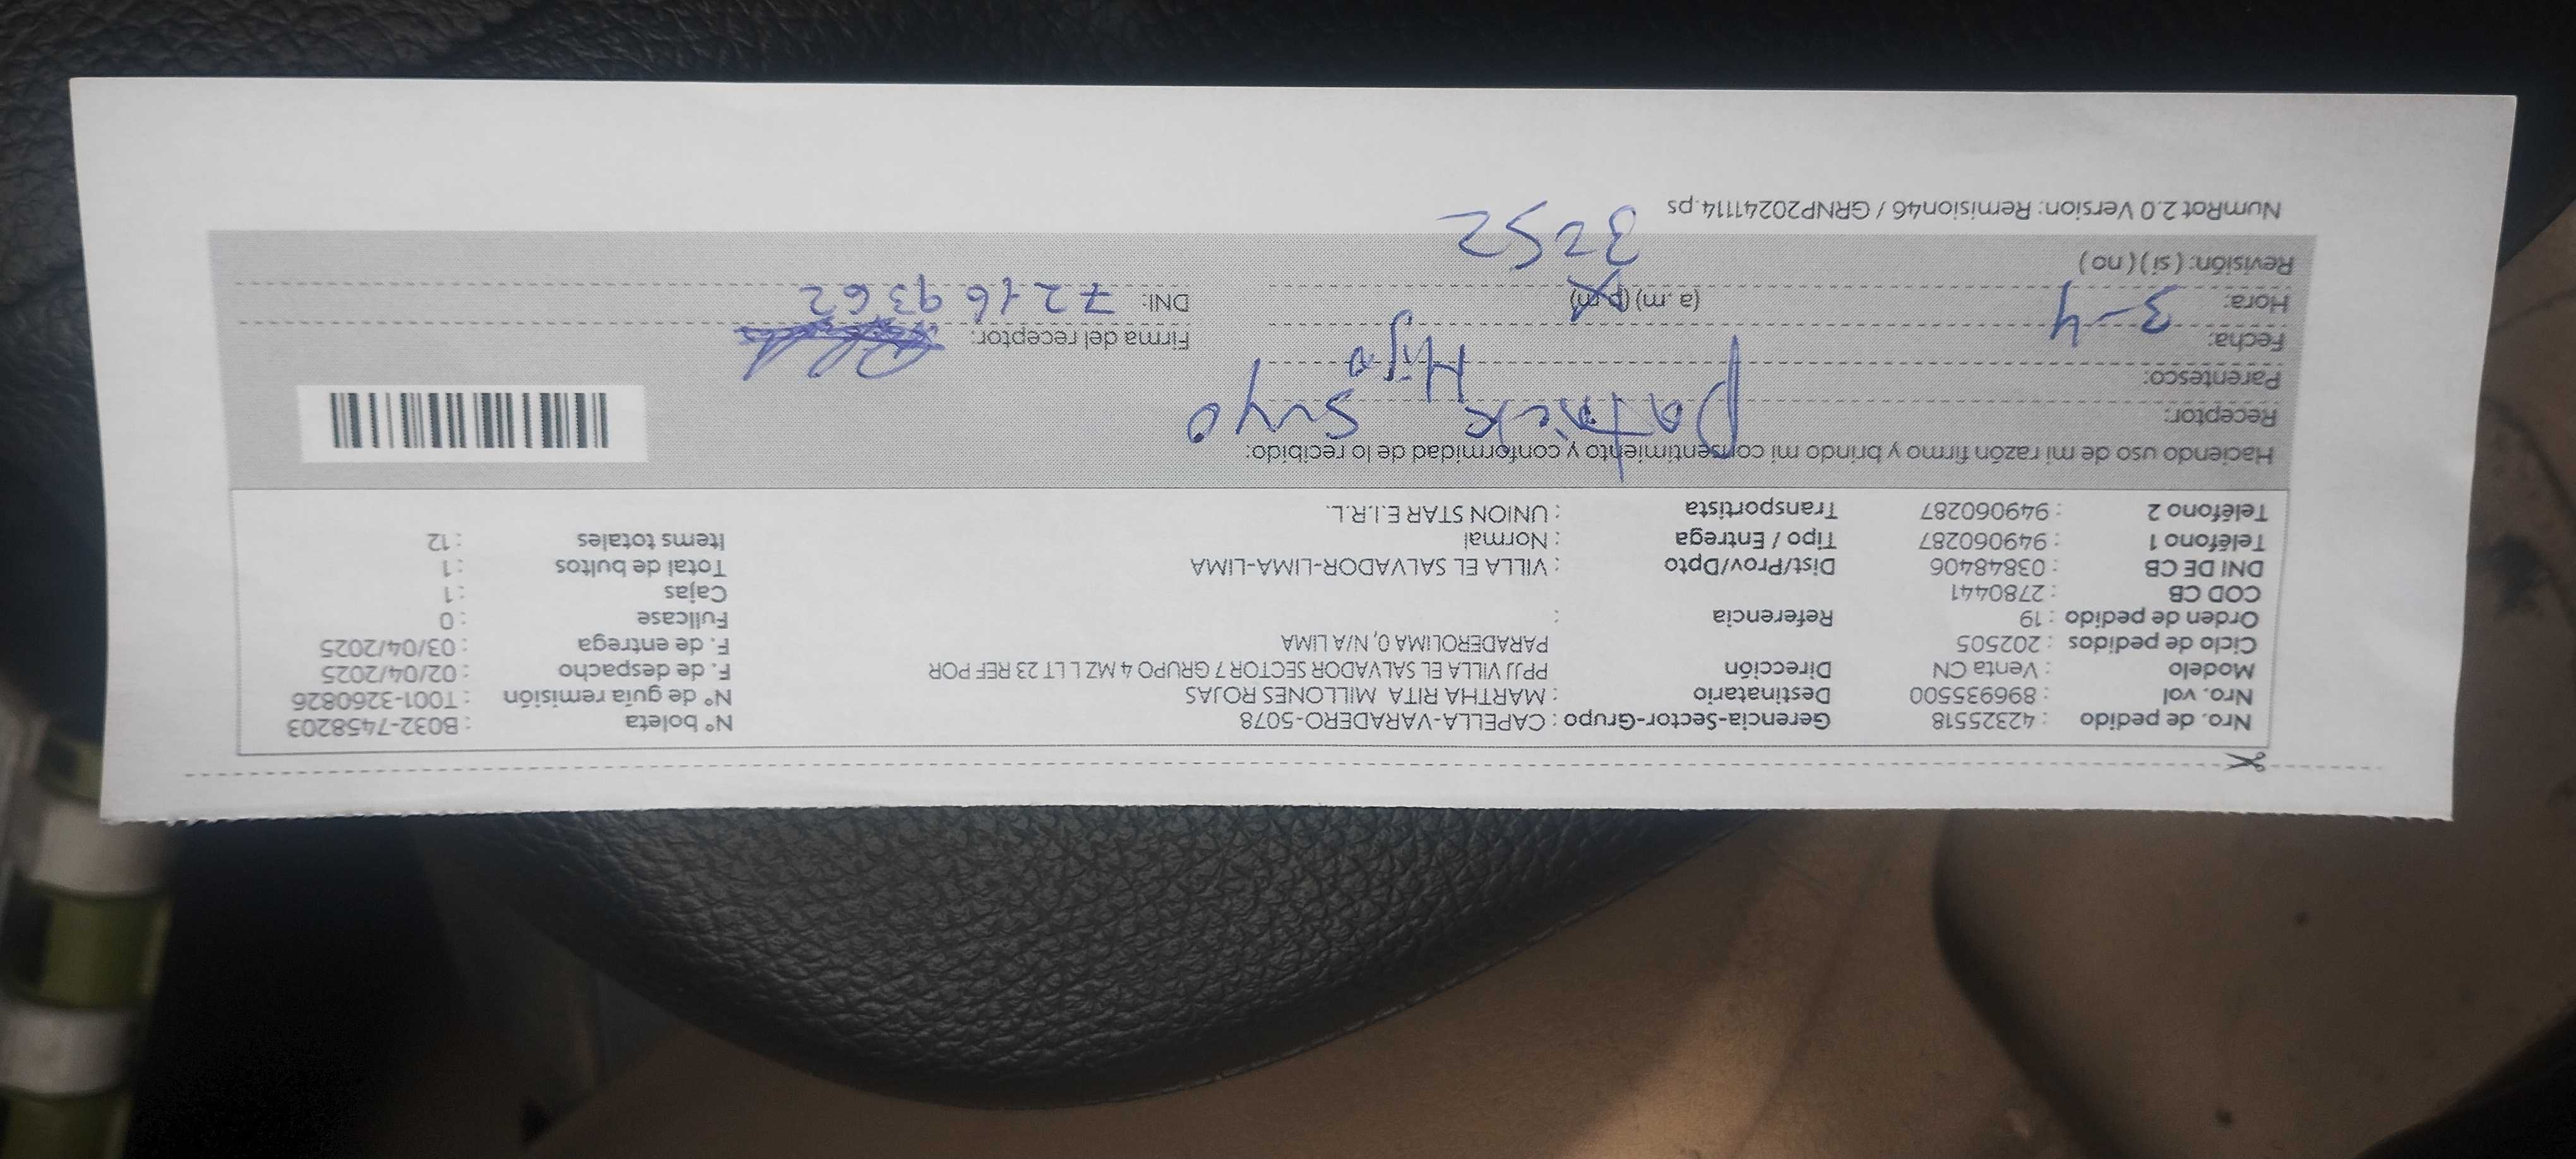 Nro. de pedido : 42325518 Gerencia-Sector-Grupo : CAPELLA-VARADERO-5078 N° boleta : B032-7458203
Nro. vol : 896935500 Destinatario : MARTHA RITA MILLONES ROJAS N° de guía remisión : T001-3260826
Modelo : Venta CN Dirección PPJJ VILLA EL SALVADOR SECTOR 7 GRUPO 4 MZ L LT 23 REF POR F. de despacho : 02/04/2025
Ciclo de pedidos : 202505 PARADEROLIMA 0, N/A LIMA F. de entrega : 03/04/2025
Orden de pedido : 19 Referencia : Fullcase : 0
COD CB : 2780441 Cajas : 1
DNI DE CB : 03848406 Dist/Prov/Dpto : VILLA EL SALVADOR-LIMA-LIMA Total de bultos : 1
Teléfono 1 : 949060287 Tipo / Entrega : Normal Items totales : 12
Teléfono 2 : 949060287 Transportista : UNION STAR E.I.R.L.
Haciendo uso de mi razón firmo y brindo mi consentimiento y conformidad de lo recibido:
Receptor: Patrick Suyo
Parentesco: Hijo
Fecha: 3-4 Firma del receptor:
Hora: (a .m) (p m) DNI: 72169362
Revisión: ( si ) ( no ) 3252
NumRot 2.0 Version: Remision46 / GRNP20241114.ps